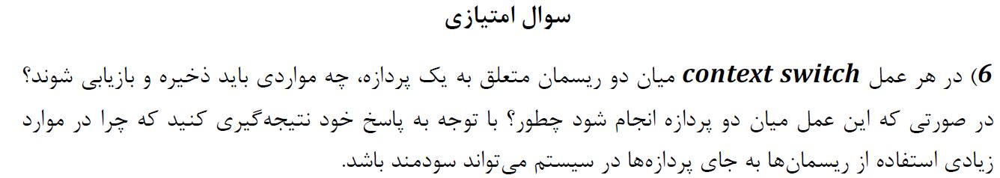 سوال امتیازی
6) در هر عمل context switch میان دو ریسمان متعلق به یک پردازه، چه مواردی باید ذخیره و بازیابی شوند؟
در صورتی که این عمل میان دو پردازه انجام شود چطور؟ با توجه به پاسخ خود نتیجه‌گیری کنید که چرا در موارد
زیادی استفاده از ریسمان‌ها به جای پردازه‌ها در سیستم می‌تواند سودمند باشد.